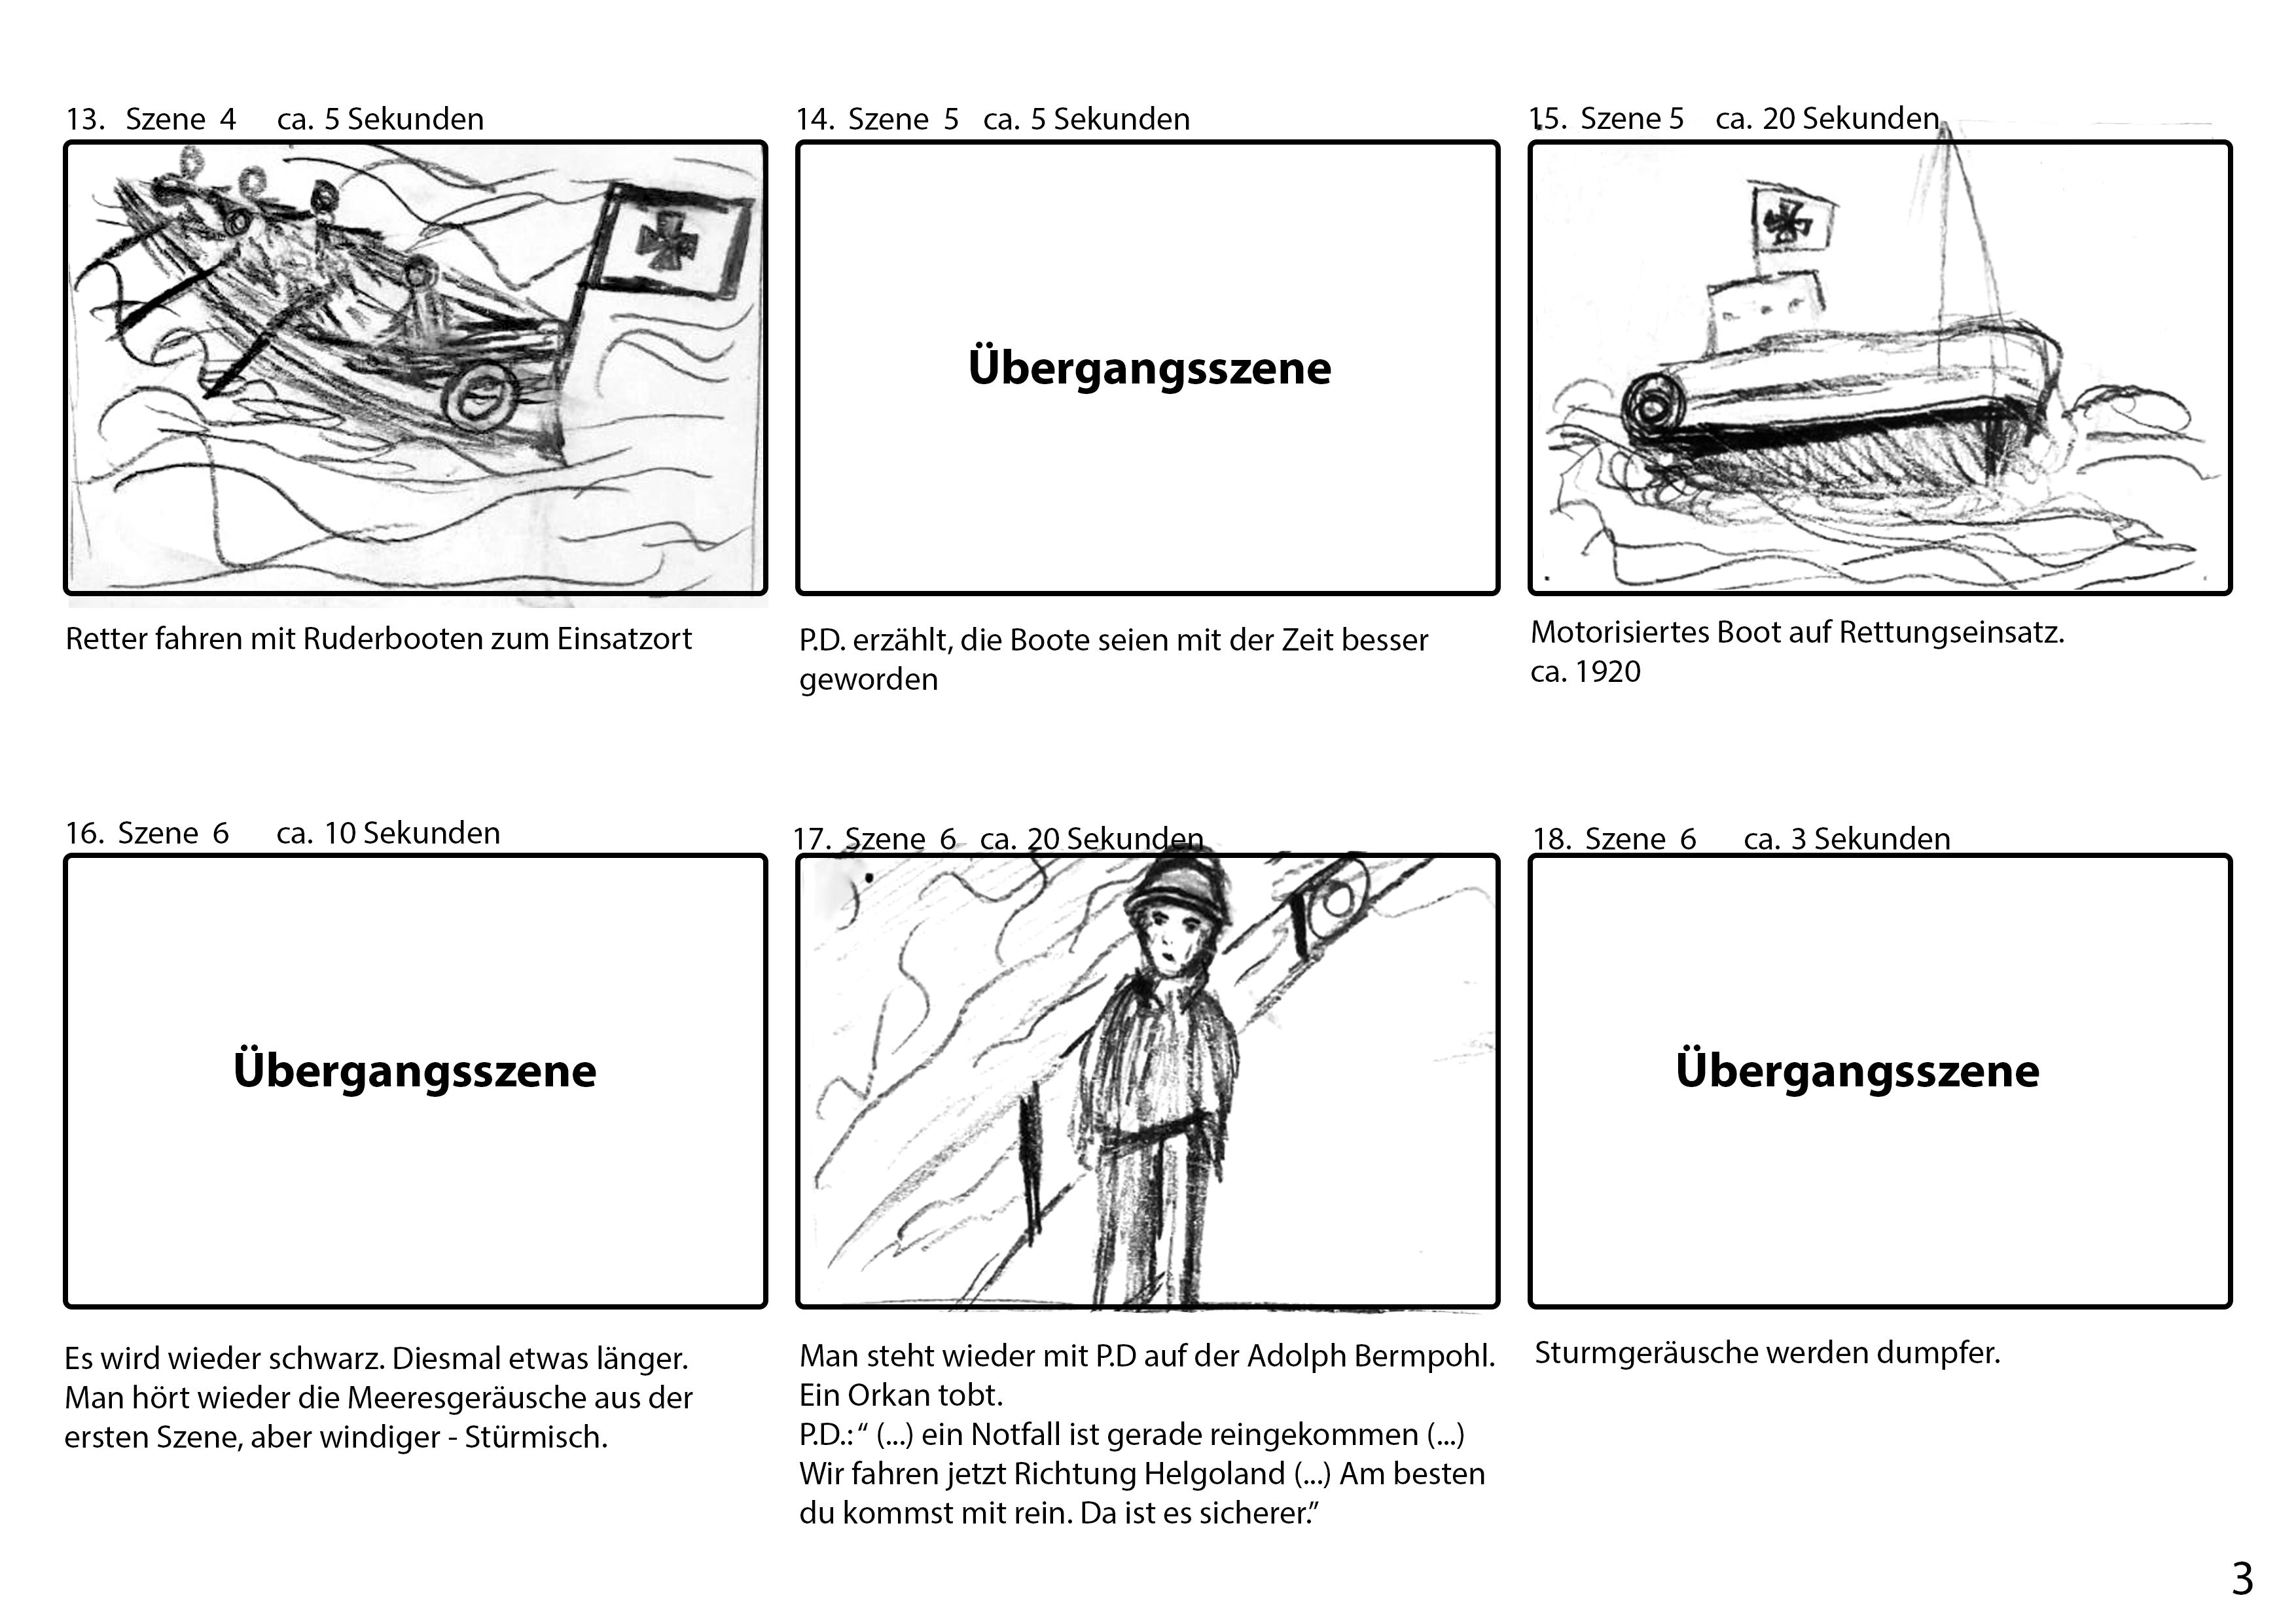 13. Szene 4 ca. 5 Sekunden
Retter fahren mit Ruderbooten zum Einsatzort
14. Szene 5 ca. 5 Sekunden
Übergangsszene
P.D. erzählt, die Boote seien mit der Zeit besser
geworden
15. Szene 5 ca. 20 Sekunden
Motorisiertes Boot auf Rettungseinsatz.
ca. 1920
16. Szene 6 ca. 10 Sekunden
Übergangsszene
Es wird wieder schwarz. Diesmal etwas länger.
Man hört wieder die Meeresgeräusche aus der
ersten Szene, aber windiger - Stürmisch.
17. Szene 6 ca. 20 Sekunden
Man steht wieder mit P.D auf der Adolph Bermpohl.
Ein Orkan tobt.
P.D.: “ (...) ein Notfall ist gerade reingekommen (...)
Wir fahren jetzt Richtung Helgoland (...) Am besten
du kommst mit rein. Da ist es sicherer.”
18. Szene 6 ca. 3 Sekunden
Übergangsszene
Sturmgeräusche werden dumpfer.
3